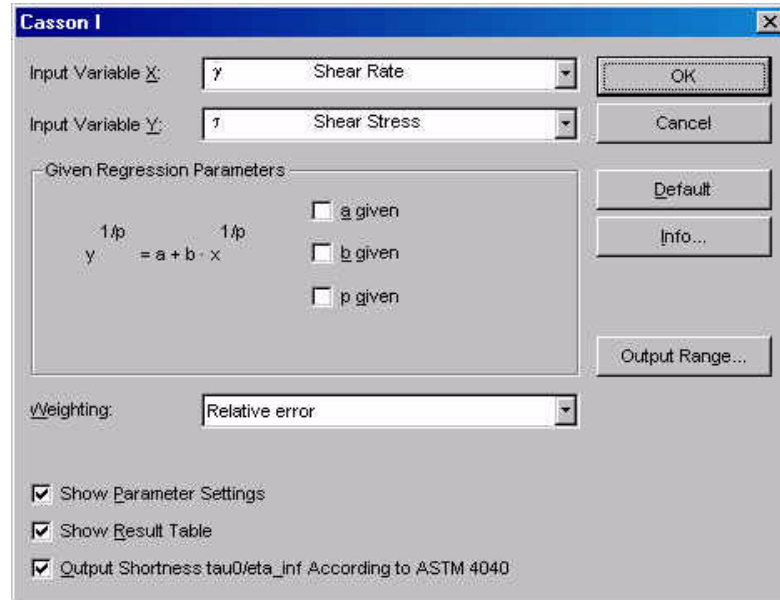 Casson I
Input Variable X: γ Shear Rate
OK
Input Variable Y: τ Shear Stress
Cancel
Given Regression Parameters
Default
a given
y 1/p = a + b · x 1/p
b given
Info...
p given
Output Range...
Weighting: Relative error
Show Parameter Settings
Show Result Table
Output Shortness tau0/eta_inf According to ASTM 4040